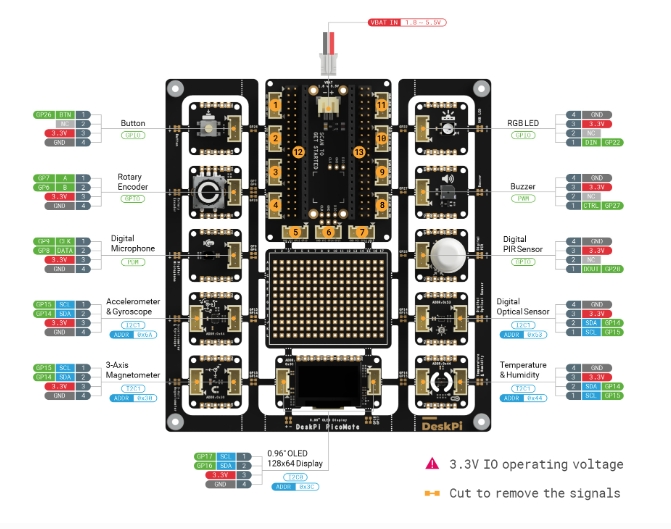 VBAT IN 1.8 - 5.5V
GP26 BTN 1
NC 2
3.3V 3
GND 4
Button
GPIO
GP7 A 1
GP6 B 2
3.3V 3
GND 4
Rotary
Encoder
GPIO
GP9 CLK 1
GP8 DATA 2
3.3V 3
GND 4
Digital
Microphone
GP15 SCL 1
GP14 SDA 2
3.3V 3
GND 4
Accelerometer
& Gyroscope
I2C1
ADDR 0x6A
GP15 SCL 1
GP14 SDA 2
3.3V 3
GND 4
3-Axis
Magnetometer
I2C1
ADDR 0x30
VBAT
SCAN TO
GET STARTED
1
2
3
4
5
6
7
8
9
10
11
12
13
RGB LED
GPIO
4 GND
3 3.3V
2 NC
1 DIN GP22
Buzzer
PWM
4 GND
3 3.3V
2 NC
1 CTRL GP27
Digital
PIR Sensor
GPIO
4 GND
3 3.3V
2 NC
1 DOUT GP28
Digital
Optical Sensor
I2C1
ADDR 0x53
4 GND
3 3.3V
2 SDA GP14
1 SCL GP15
Temperature
& Humidity
I2C1
ADDR 0x44
4 GND
3 3.3V
2 SDA GP14
1 SCL GP15
0.96" OLED Display
DeskPi PicoMate
DeskPi
GP17 SCL 1
GP16 SDA 2
3.3V 3
GND 4
0.96" OLED
128x64 Display
I2C0
ADDR 0x3C
3.3V IO operating voltage
Cut to remove the signals